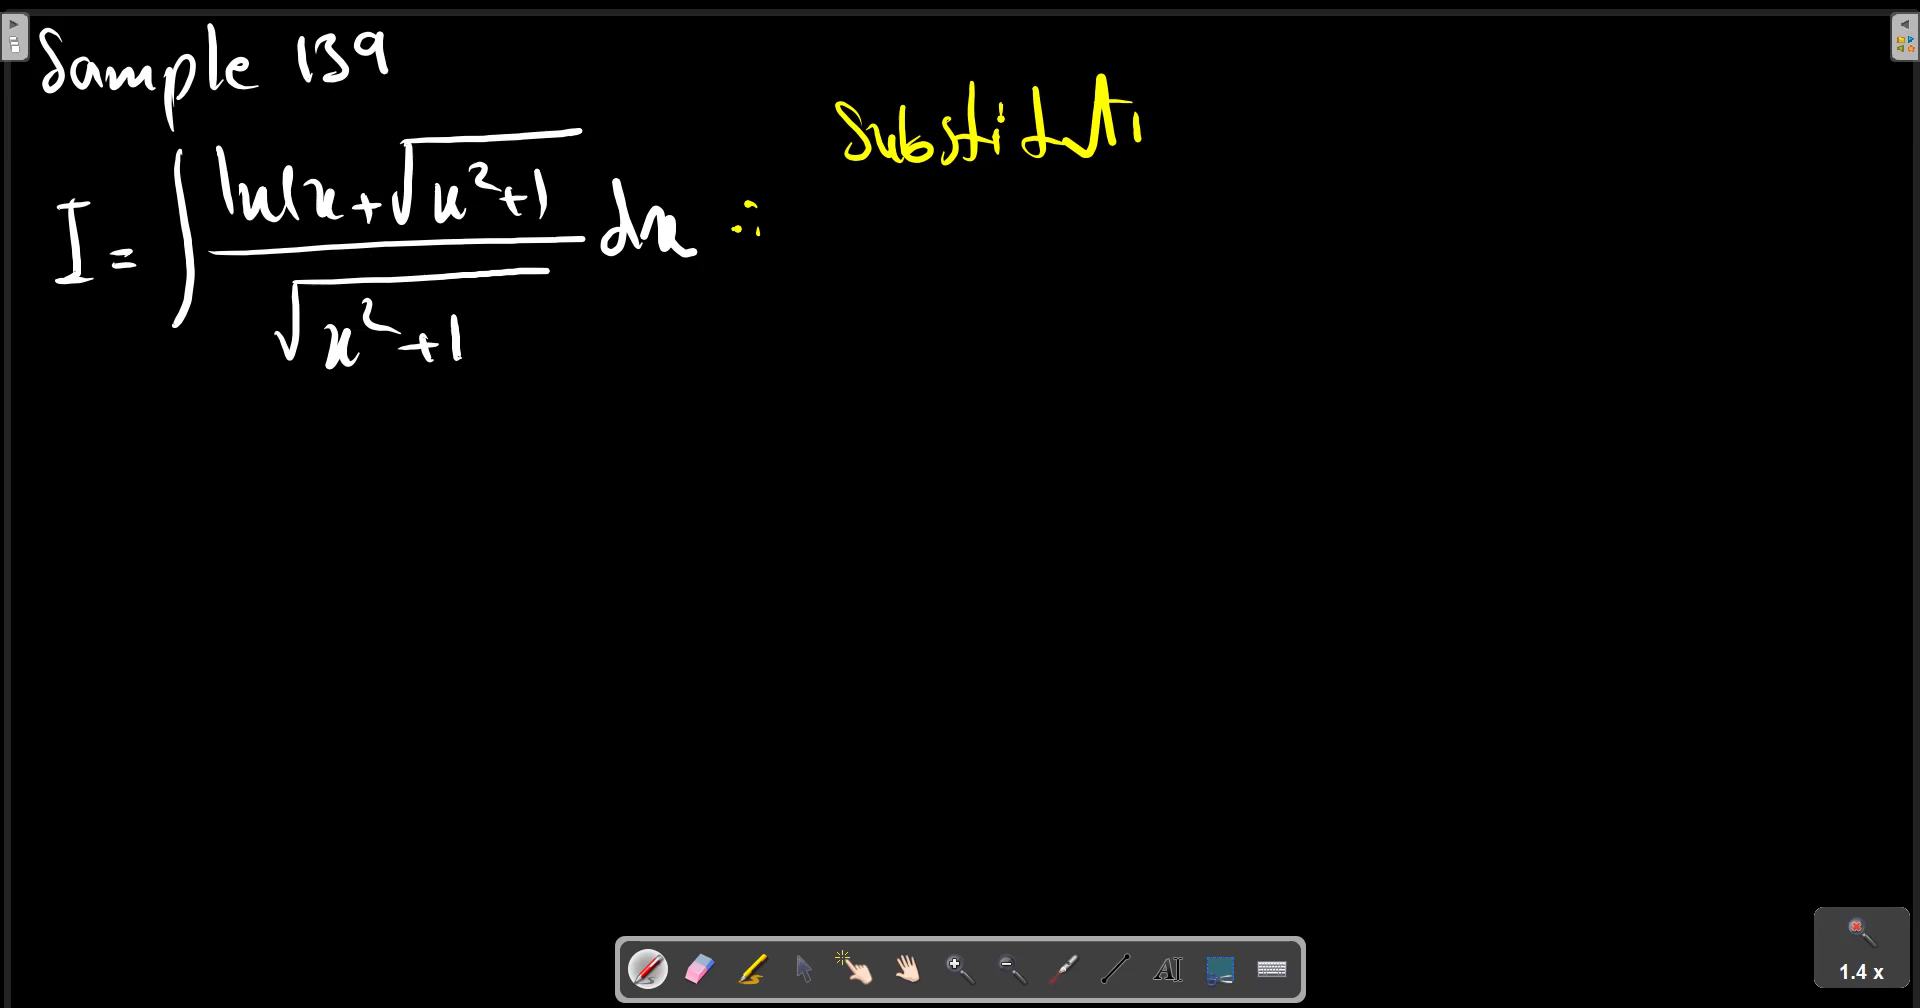 Sample 139
Substituti
I = ∫ ln|x + √(x² + 1) / √(x² + 1) dx ∴
1.4 x